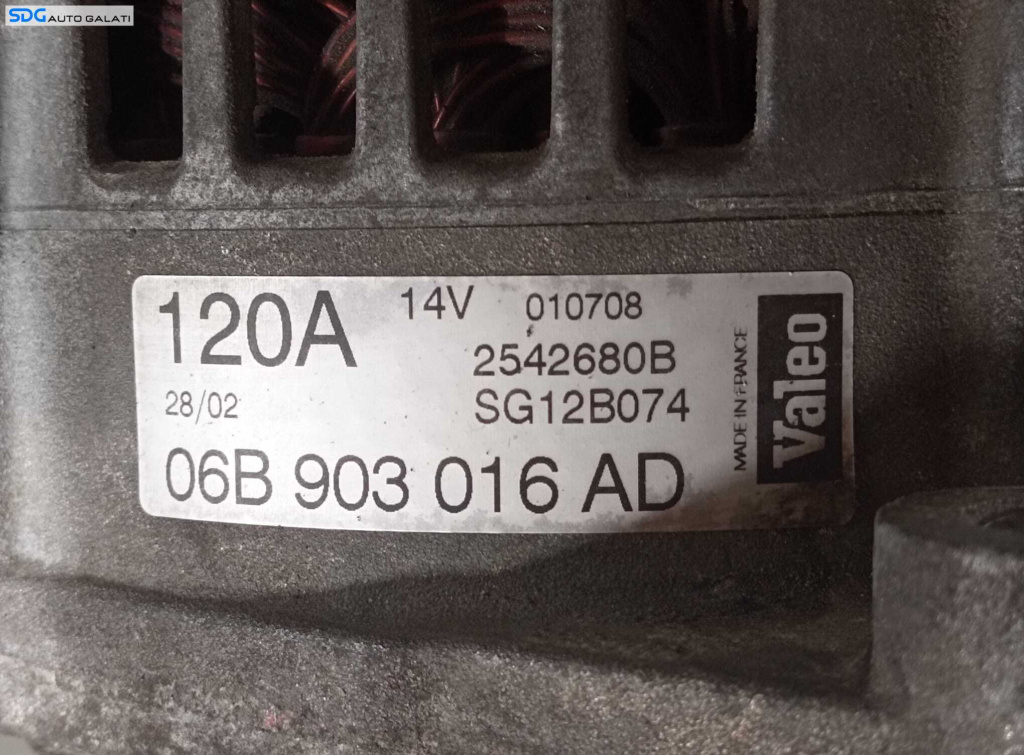 SDG AUTO GALATI
120A 14V 010708
2542680B
28/02 SG12B074
06B 903 016 AD
MADE IN FRANCE
Valeo